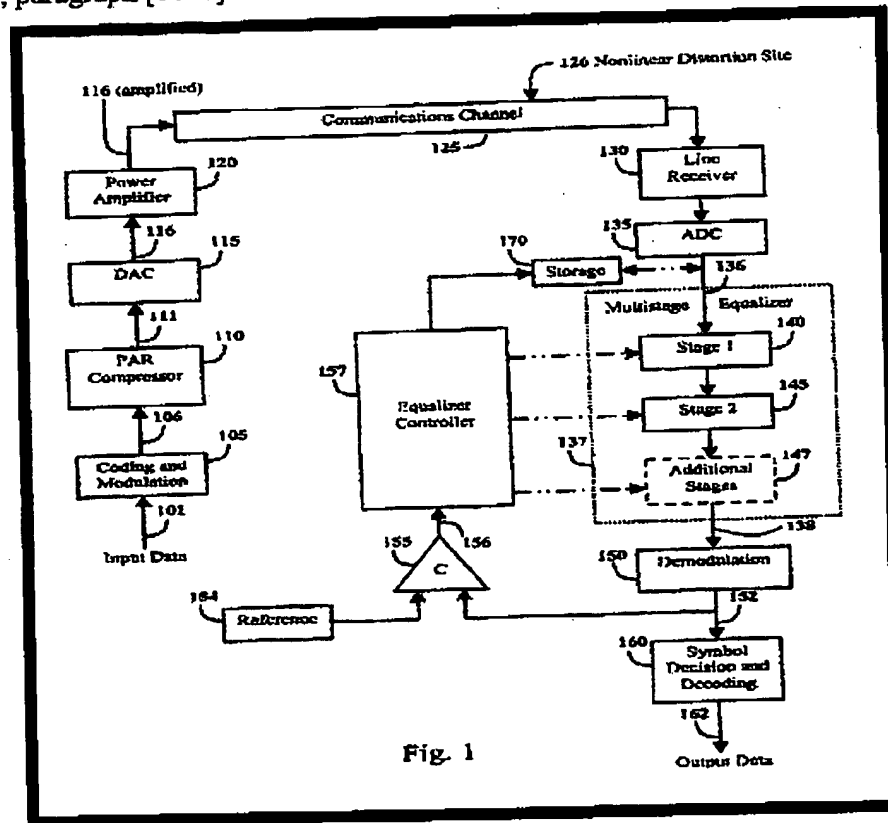 , paragraph
126 Nonlinear Distortion Site
116 (amplified)
Communications Channel
125
Power
Amplifier
120
130
Line
Receiver
116
135
ADC
DAC
115
170
Storage
136
111
Multistage Equalizer
PAR
Compressor
110
140
Stage 1
157
Equalizer
Controller
145
Stage 2
106
Coding and
Modulation
105
137
Additional
Stages
147
101
Input Data
155
156
138
C
150
Demodulation
164
Reference
152
160
Symbol
Decision and
Decoding
162
Fig. 1
Output Data